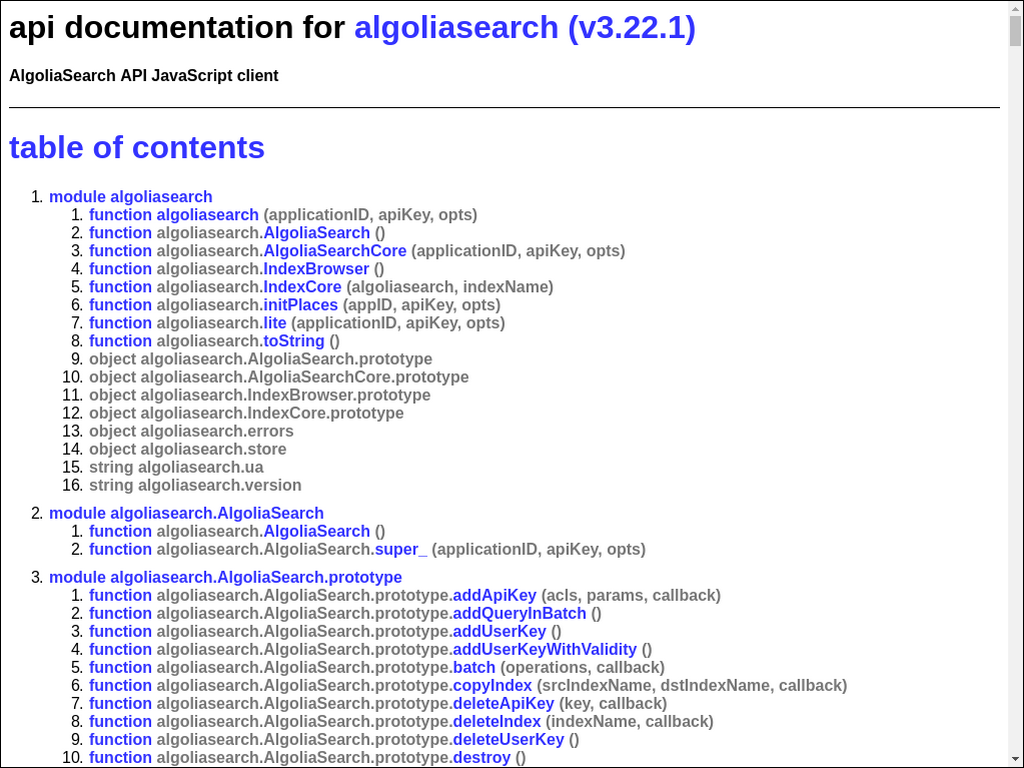 api documentation for algoliasearch (v3.22.1)
AlgoliaSearch API JavaScript client
table of contents
1. module algoliasearch
1. function algoliasearch (applicationID, apiKey, opts)
2. function algoliasearch.AlgoliaSearch ()
3. function algoliasearch.AlgoliaSearchCore (applicationID, apiKey, opts)
4. function algoliasearch.IndexBrowser ()
5. function algoliasearch.IndexCore (algoliasearch, indexName)
6. function algoliasearch.initPlaces (appID, apiKey, opts)
7. function algoliasearch.lite (applicationID, apiKey, opts)
8. function algoliasearch.toString ()
9. object algoliasearch.AlgoliaSearch.prototype
10. object algoliasearch.AlgoliaSearchCore.prototype
11. object algoliasearch.IndexBrowser.prototype
12. object algoliasearch.IndexCore.prototype
13. object algoliasearch.errors
14. object algoliasearch.store
15. string algoliasearch.ua
16. string algoliasearch.version
2. module algoliasearch.AlgoliaSearch
1. function algoliasearch.AlgoliaSearch ()
2. function algoliasearch.AlgoliaSearch.super_ (applicationID, apiKey, opts)
3. module algoliasearch.AlgoliaSearch.prototype
1. function algoliasearch.AlgoliaSearch.prototype.addApiKey (acls, params, callback)
2. function algoliasearch.AlgoliaSearch.prototype.addQueryInBatch ()
3. function algoliasearch.AlgoliaSearch.prototype.addUserKey ()
4. function algoliasearch.AlgoliaSearch.prototype.addUserKeyWithValidity ()
5. function algoliasearch.AlgoliaSearch.prototype.batch (operations, callback)
6. function algoliasearch.AlgoliaSearch.prototype.copyIndex (srcIndexName, dstIndexName, callback)
7. function algoliasearch.AlgoliaSearch.prototype.deleteApiKey (key, callback)
8. function algoliasearch.AlgoliaSearch.prototype.deleteIndex (indexName, callback)
9. function algoliasearch.AlgoliaSearch.prototype.deleteUserKey ()
10. function algoliasearch.AlgoliaSearch.prototype.destroy ()